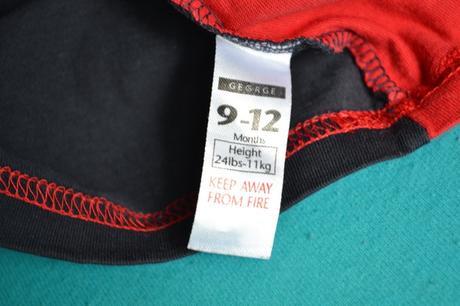 GEORGE
9-12
Months
Height
24lbs-11kg
KEEP AWAY
FROM FIRE